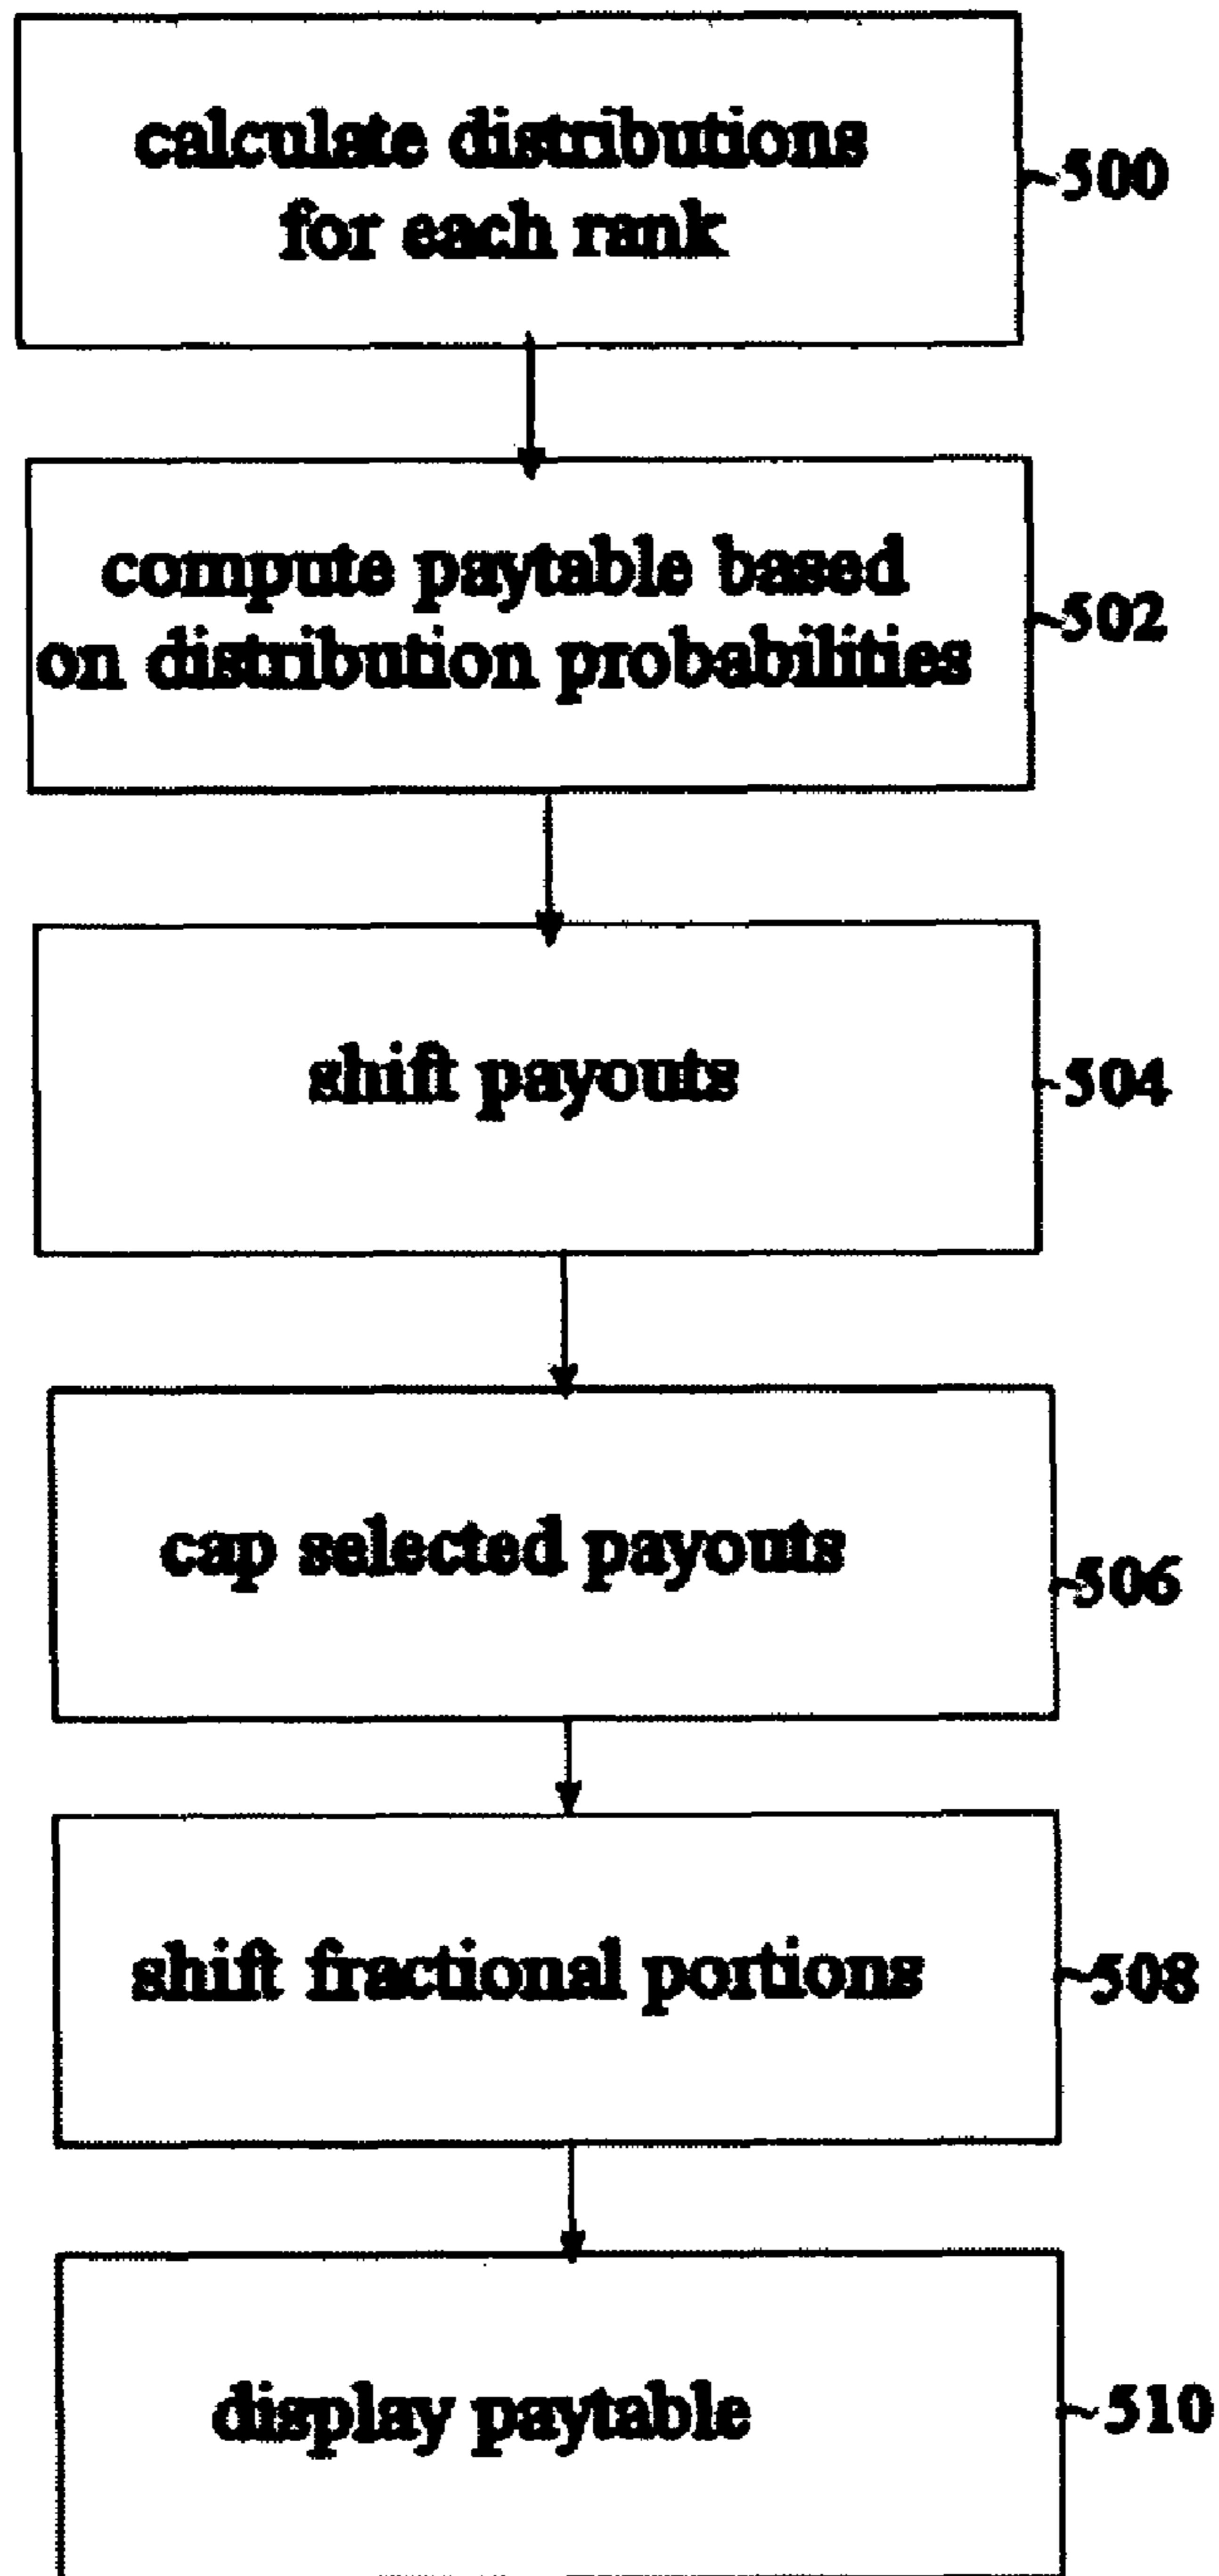 calculate distributions
for each rank
500
compute paytable based
on distribution probabilities
502
shift payouts
504
cap selected payouts
506
shift fractional portions
508
display paytable
510